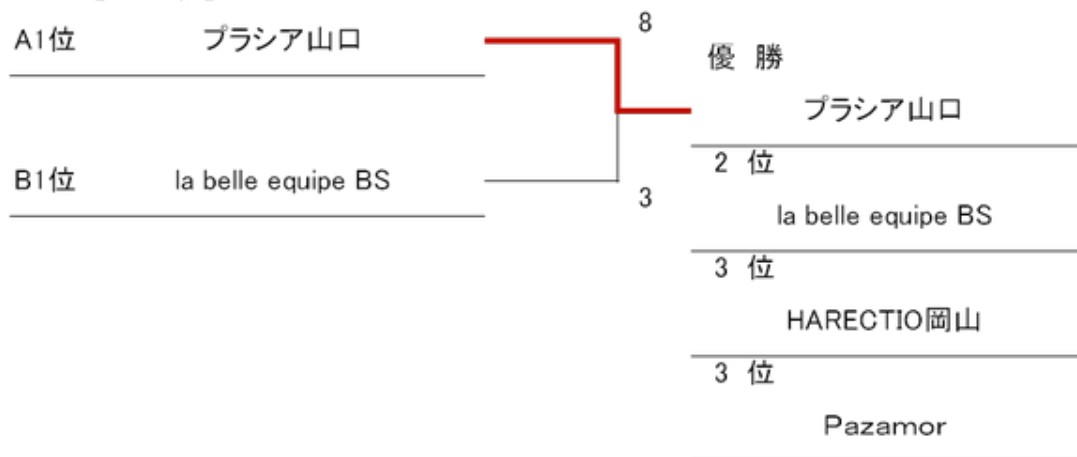 A1位 プラシア山口
8
B1位 la belle equipe BS
3
優 勝
プラシア山口
2 位
la belle equipe BS
3 位
HARECTIO岡山
3 位
Pazamor